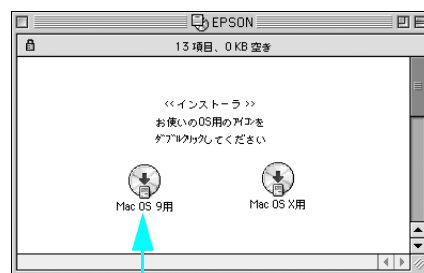 EPSON
13 項目、0 KB 空き
<< インストーラ >>
お使いのOS用のｱｲｺﾝを
ﾀﾞﾌﾞﾙｸﾘｯｸしてください
Mac OS 9用
Mac OS X用